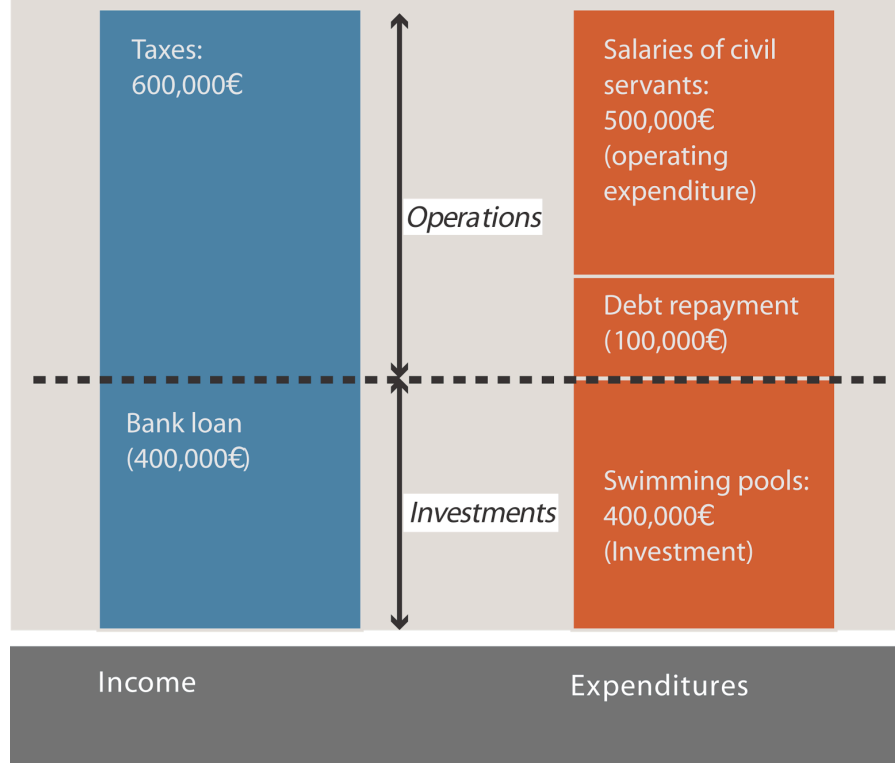 Taxes:
600,000€
Salaries of civil
servants:
500,000€
(operating
expenditure)
Operations
Debt repayment
(100,000€)
Bank loan
(400,000€)
Swimming pools:
400,000€
(Investment)
Investments
Income
Expenditures